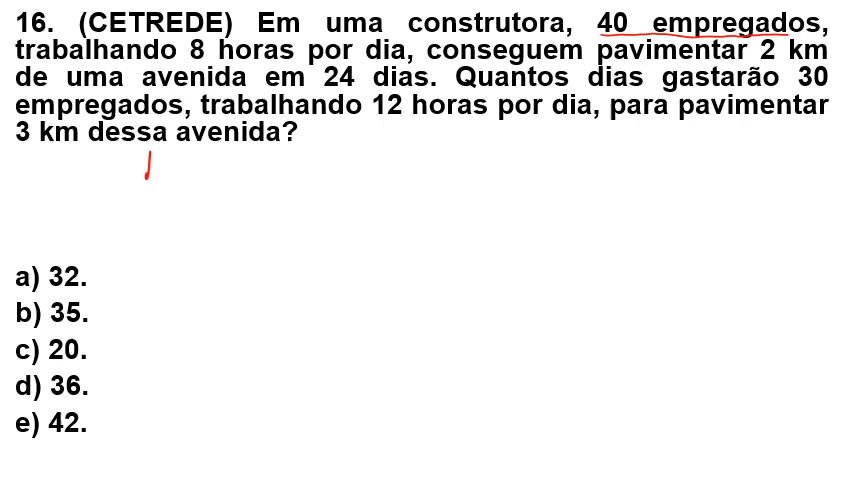 16. (CETREDE) Em uma construtora, 40 empregados,
trabalhando 8 horas por dia, conseguem pavimentar 2 km
de uma avenida em 24 dias. Quantos dias gastarão 30
empregados, trabalhando 12 horas por dia, para pavimentar
3 km dessa avenida?
a) 32.
b) 35.
c) 20.
d) 36.
e) 42.